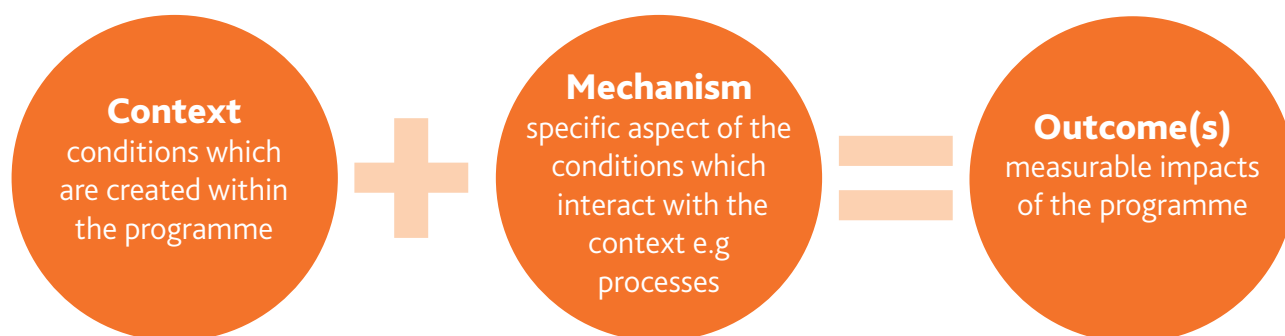 Context
conditions which
are created within
the programme
Mechanism
specific aspect of the
conditions which
interact with the
context e.g
processes
Outcome(s)
measurable impacts
of the programme